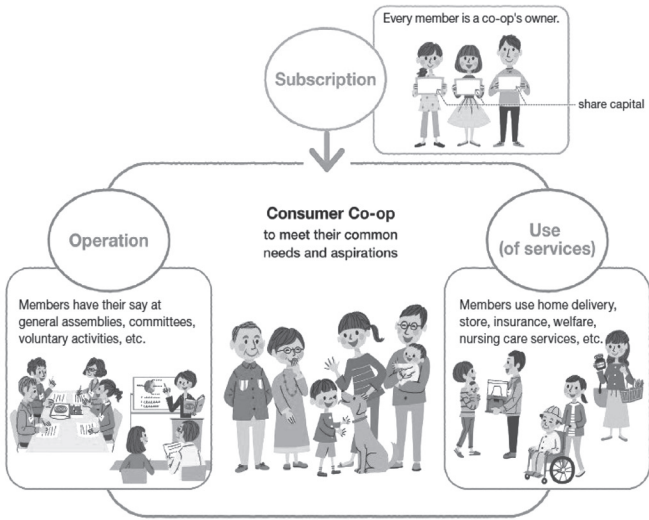 Every member is a co-op's owner.
Subscription
share capital
Consumer Co-op
to meet their common
needs and aspirations
Operation
Members have their say at
general assemblies, committees,
voluntary activities, etc.
Use
(of services)
Members use home delivery,
store, insurance, welfare,
nursing care services, etc.